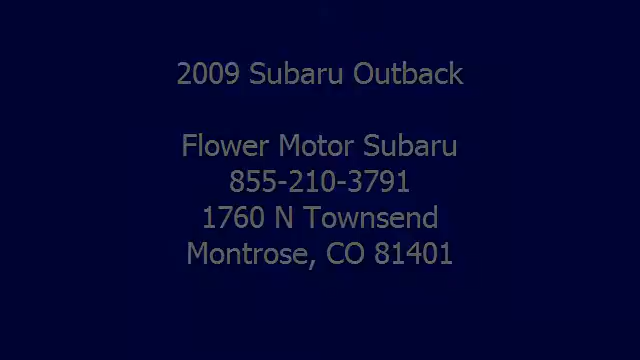 2009 Subaru Outback
Flower Motor Subaru
855-210-3791
1760 N Townsend
Montrose, CO 81401